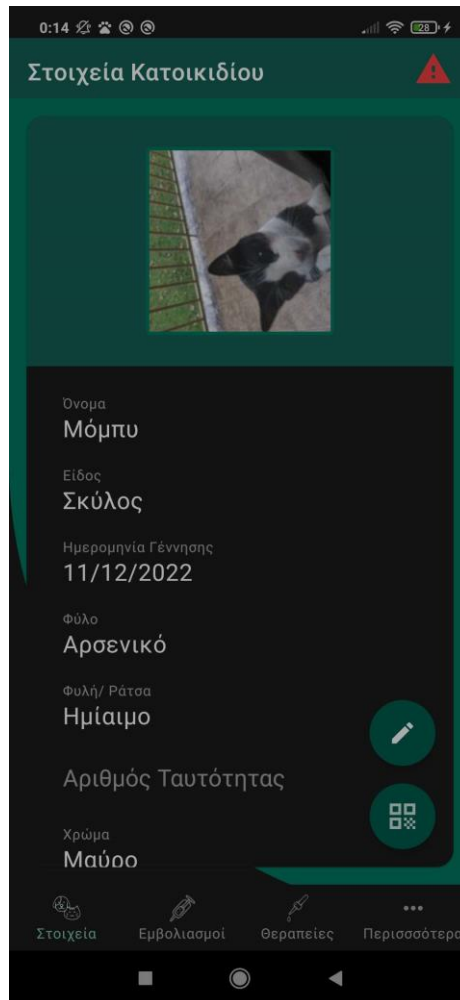 0:14
28
Στοιχεία Κατοικιδίου
Όνομα
Μόμπυ
Είδος
Σκύλος
Ημερομηνία Γέννησης
11/12/2022
Φύλο
Αρσενικό
Φυλή/ Ράτσα
Ημίαιμο
Αριθμός Ταυτότητας
Χρώμα
Μαύρο
Στοιχεία Εμβολιασμοί Θεραπείες Περισσσότερα